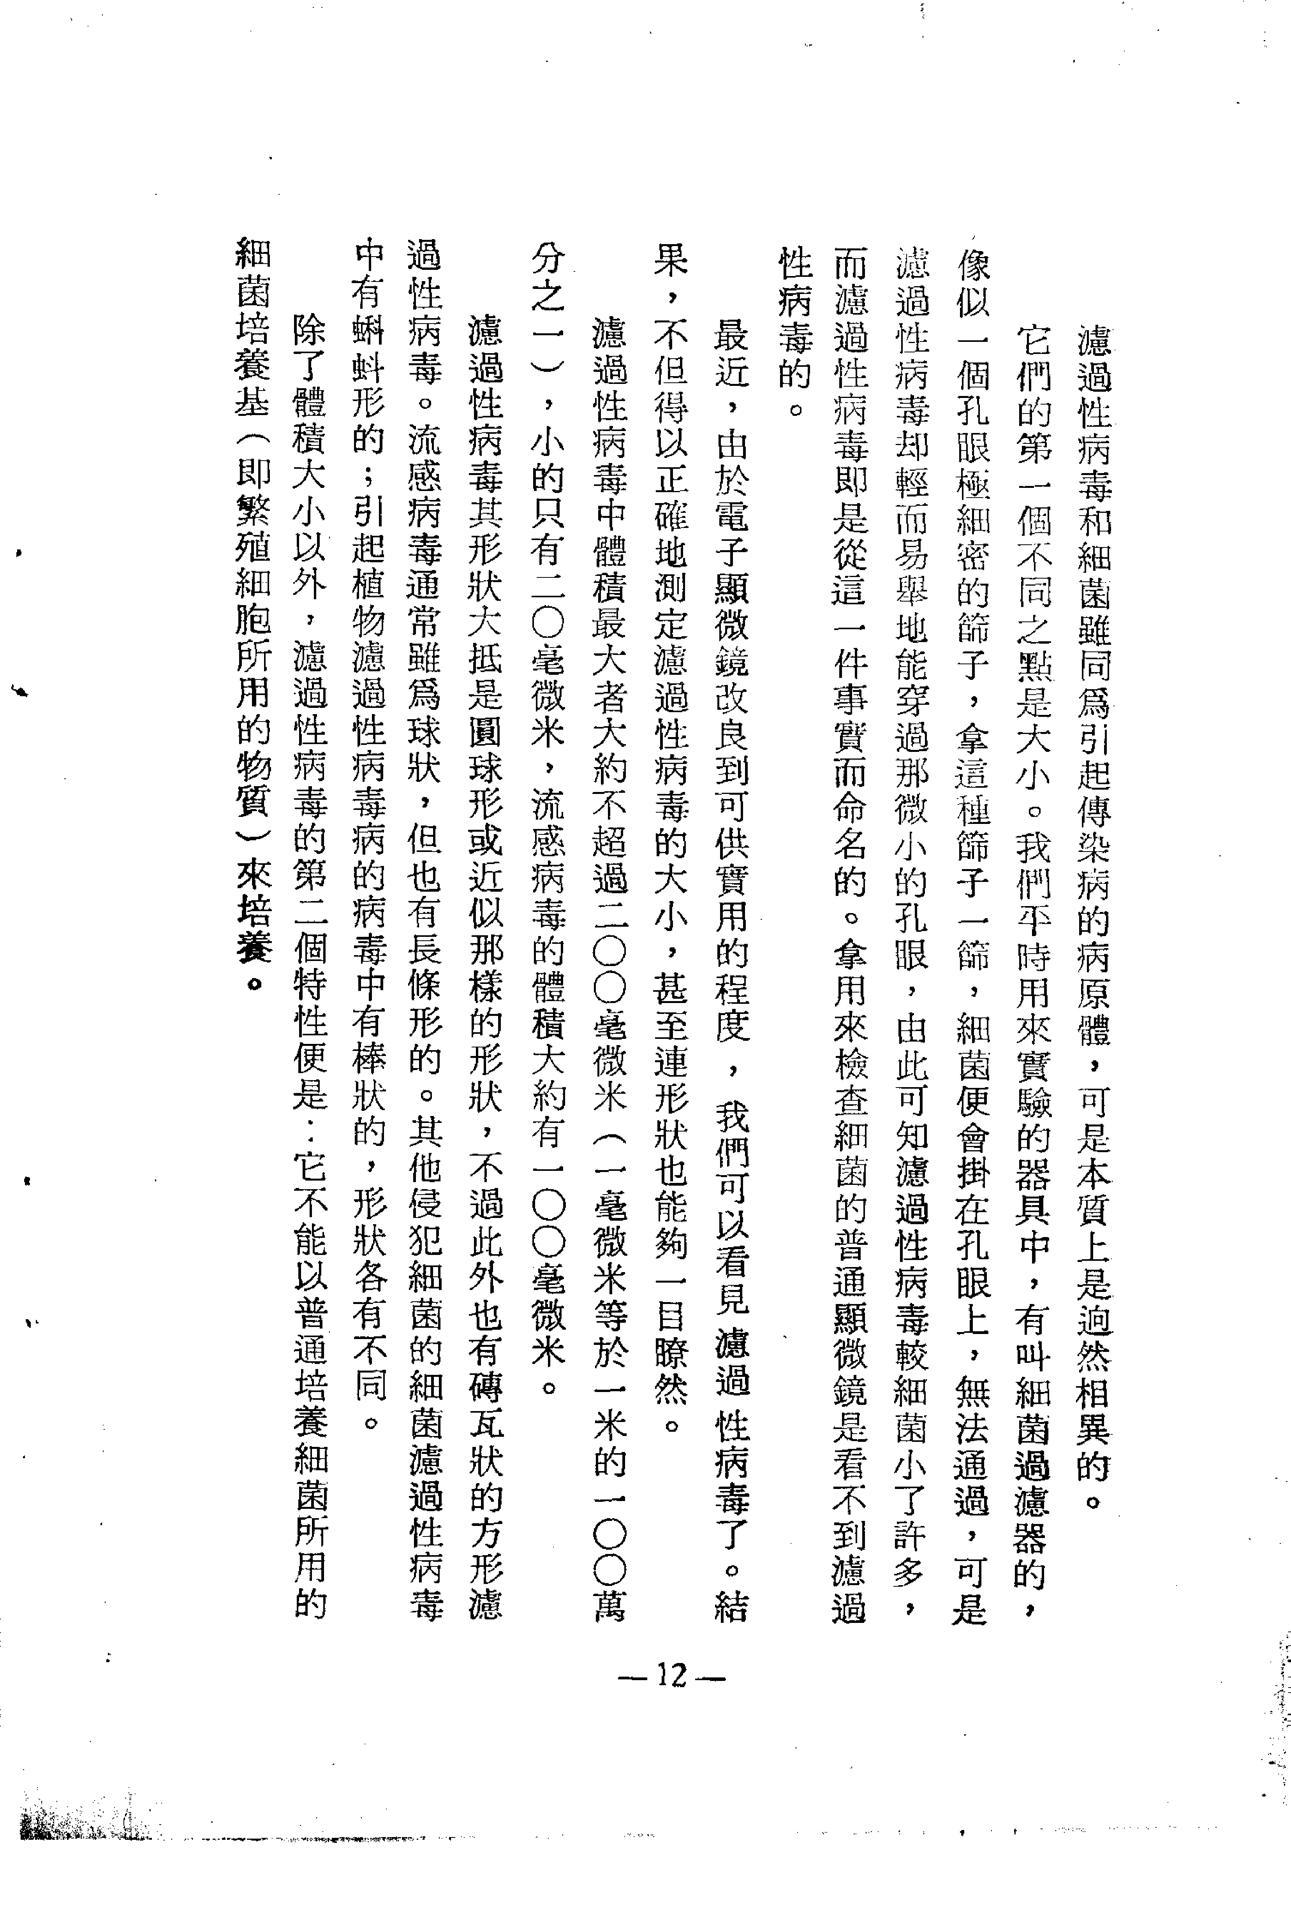 濾過性病毒和細菌雖同爲引起傳染病的病原體，可是本質上是逈然相異的。
它們的第一個不同之點是大小。我們平時用來實驗的器具中，有叫細菌過濾器的，
像似一個孔眼極細密的篩子，拿這種篩子一篩，細菌便會掛在孔眼上，無法通過，可是
濾過性病毒却輕而易舉地能穿過那微小的孔眼，由此可知濾過性病毒較細菌小了許多，
而濾過性病毒即是從這一件事實而命名的。拿用來檢查細菌的普通顯微鏡是看不到濾過
性病毒的。
最近，由於電子顯微鏡改良到可供實用的程度，我們可以看見濾過性病毒了。結
果，不但得以正確地測定濾過性病毒的大小，甚至連形狀也能夠一目瞭然。
濾過性病毒中體積最大者大約不超過二〇〇毫微米（一毫微米等於一米的一〇〇萬
分之一），小的只有二〇毫微米，流感病毒的體積大約有一〇〇毫微米。
濾過性病毒其形狀大抵是圓球形或近似那樣的形狀，不過此外也有磚瓦狀的方形濾
過性病毒。流感病毒通常雖爲球狀，但也有長條形的。其他侵犯細菌的細菌濾過性病毒
中有蝌蚪形的；引起植物濾過性病毒病的病毒中有棒狀的，形狀各有不同。
除了體積大小以外，濾過性病毒的第二個特性便是：它不能以普通培養細菌所用的
細菌培養基（即繁殖細胞所用的物質）來培養。
—12—